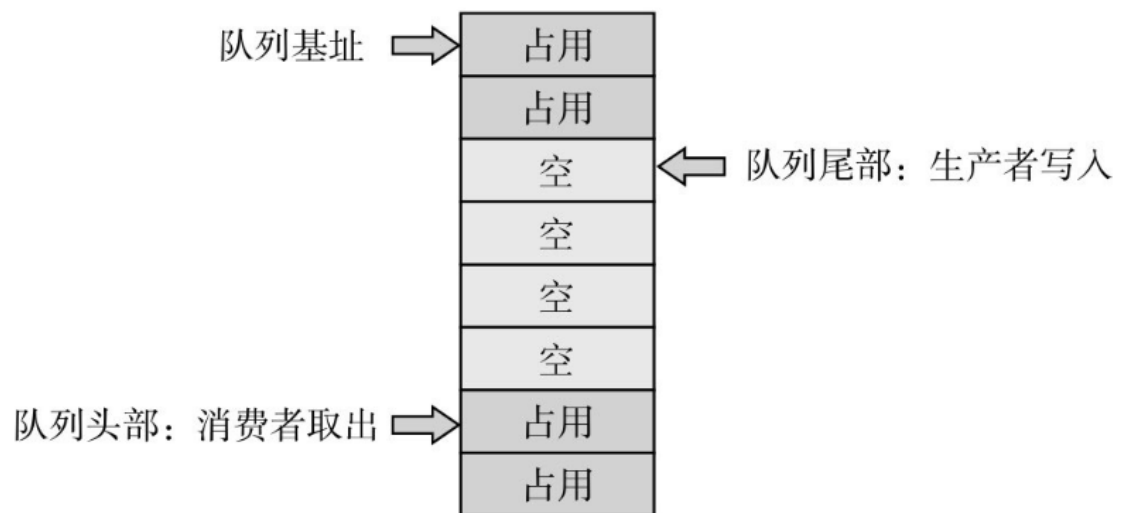 队列基址
占用
占用
空
队列尾部：生产者写入
空
空
空
队列头部：消费者取出
占用
占用